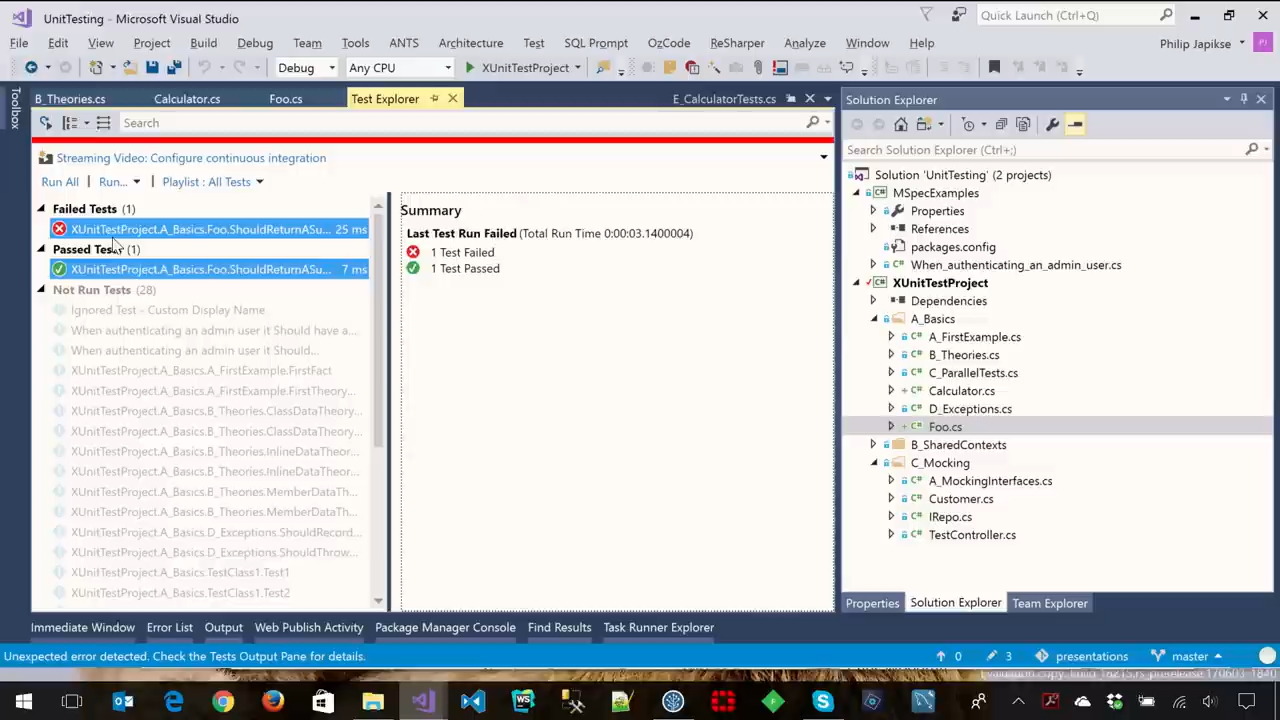 UnitTesting - Microsoft Visual Studio
Quick Launch (Ctrl+Q)
File Edit View Project Build Debug Team Tools ANTS Architecture Test SQL Prompt OzCode ReSharper Analyze Window Help Philip Japikse PJ
Debug Any CPU XUnitTestProject
Toolbox
B_Theories.cs Calculator.cs Foo.cs Test Explorer E_CalculatorTests.cs
Search
Streaming Video: Configure continuous integration
Run All Run... Playlist : All Tests
Failed Tests (1)
XUnitTestProject.A_Basics.Foo.ShouldReturnASu... 25 ms
Passed Tests (1)
XUnitTestProject.A_Basics.Foo.ShouldReturnASu... 7 ms
Not Run Tests (28)
Ignored Test - Custom Display Name
When authenticating an admin user it Should have a...
When authenticating an admin user it Should...
XUnitTestProject.A_Basics.A_FirstExample.FirstFact
XUnitTestProject.A_Basics.A_FirstExample.FirstTheory...
XUnitTestProject.A_Basics.B_Theories.ClassDataTheory...
XUnitTestProject.A_Basics.B_Theories.ClassDataTheory...
XUnitTestProject.A_Basics.B_Theories.InlineDataTheor...
XUnitTestProject.A_Basics.B_Theories.InlineDataTheor...
XUnitTestProject.A_Basics.B_Theories.MemberDataTh...
XUnitTestProject.A_Basics.B_Theories.MemberDataTh...
XUnitTestProject.A_Basics.D_Exceptions.ShouldRecord...
XUnitTestProject.A_Basics.D_Exceptions.ShouldThrow...
XUnitTestProject.A_Basics.TestClass1.Test1
XUnitTestProject.A_Basics.TestClass1.Test2
Summary
Last Test Run Failed (Total Run Time 0:00:03.1400004)
1 Test Failed
1 Test Passed
Solution Explorer
Search Solution Explorer (Ctrl+;)
Solution 'UnitTesting' (2 projects)
MSpecExamples
Properties
References
packages.config
When_authenticating_an_admin_user.cs
XUnitTestProject
Dependencies
A_Basics
A_FirstExample.cs
B_Theories.cs
C_ParallelTests.cs
Calculator.cs
D_Exceptions.cs
Foo.cs
B_SharedContexts
C_Mocking
A_MockingInterfaces.cs
Customer.cs
IRepo.cs
TestController.cs
Properties Solution Explorer Team Explorer
Immediate Window Error List Output Web Publish Activity Package Manager Console Find Results Task Runner Explorer
Unexpected error detected. Check the Tests Output Pane for details. 0 3 presentations master